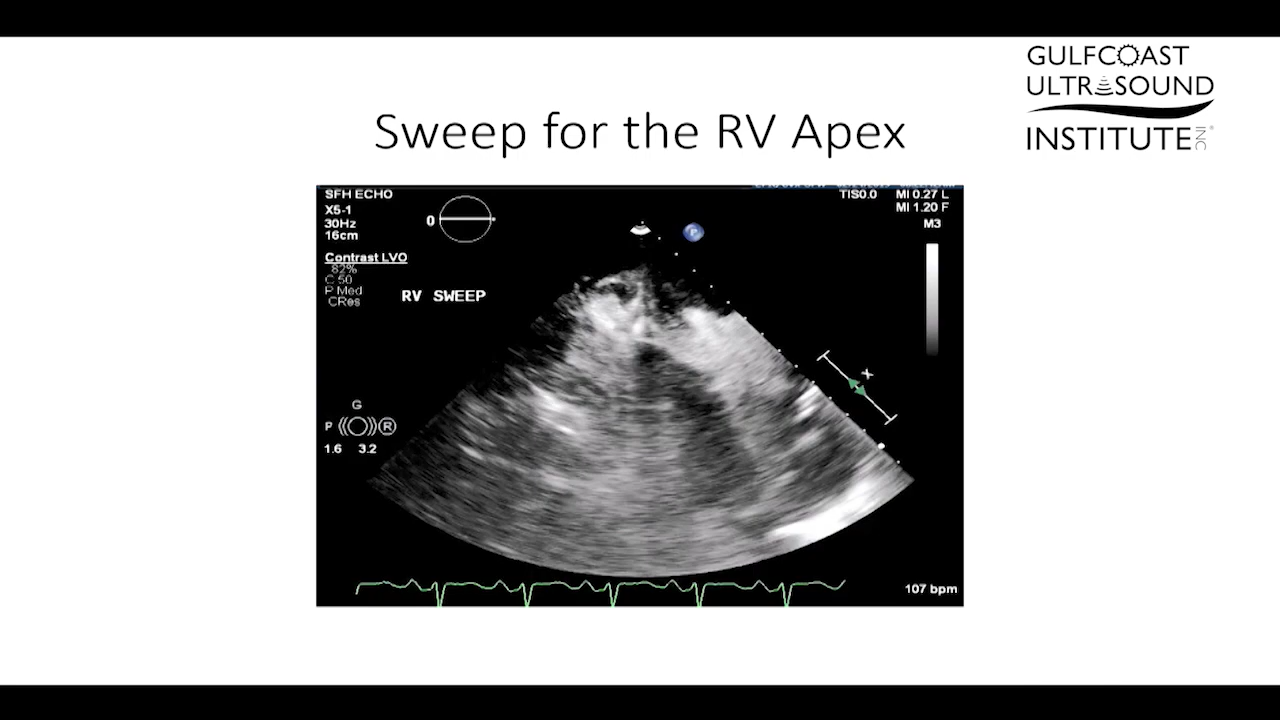 GULFCOAST
ULTRASOUND
INSTITUTE INC
Sweep for the RV Apex
SFH ECHO
X5-1
30Hz
16cm
0
P
TIS0.0 MI 0.27 L
MI 1.20 F
M3
Contrast LVO
82%
C 50
P Med
CRes
RV SWEEP
X
G
P R
1.6 3.2
107 bpm